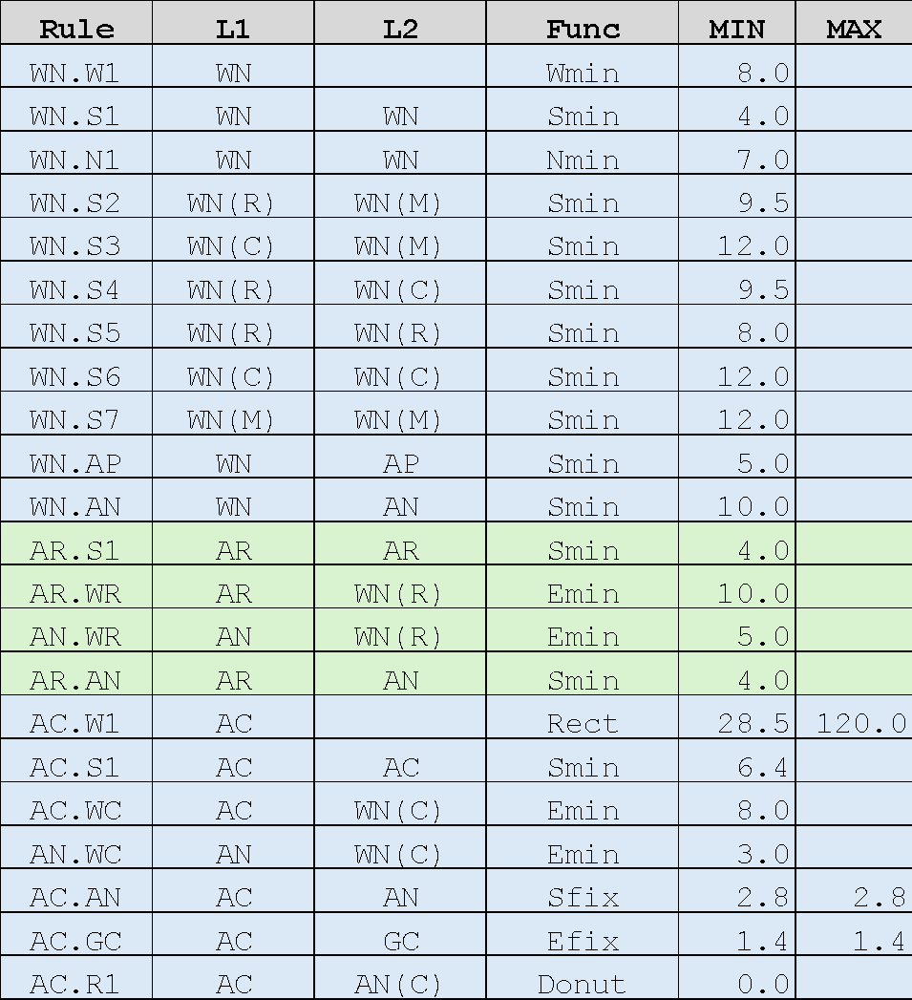 Rule L1 L2 Func MIN MAX
WN.W1 WN Wmin 8.0
WN.S1 WN WN Smin 4.0
WN.N1 WN WN Nmin 7.0
WN.S2 WN(R) WN(M) Smin 9.5
WN.S3 WN(C) WN(M) Smin 12.0
WN.S4 WN(R) WN(C) Smin 9.5
WN.S5 WN(R) WN(R) Smin 8.0
WN.S6 WN(C) WN(C) Smin 12.0
WN.S7 WN(M) WN(M) Smin 12.0
WN.AP WN AP Smin 5.0
WN.AN WN AN Smin 10.0
AR.S1 AR AR Smin 4.0
AR.WR AR WN(R) Emin 10.0
AN.WR AN WN(R) Emin 5.0
AR.AN AR AN Smin 4.0
AC.W1 AC Rect 28.5 120.0
AC.S1 AC AC Smin 6.4
AC.WC AC WN(C) Emin 8.0
AN.WC AN WN(C) Emin 3.0
AC.AN AC AN Sfix 2.8 2.8
AC.GC AC GC Efix 1.4 1.4
AC.R1 AC AN(C) Donut 0.0